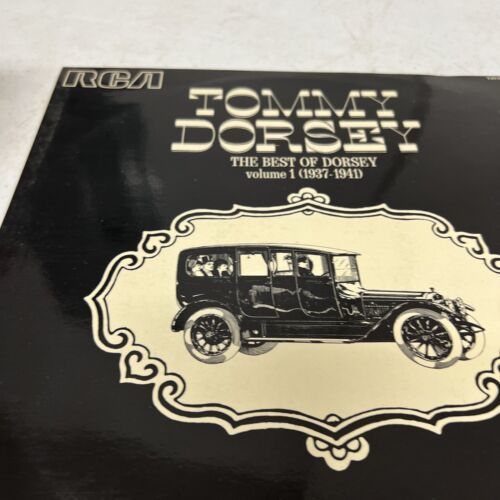 RCA
TOMMY
DORSEY
THE BEST OF DORSEY
volume 1 (1937-1941)